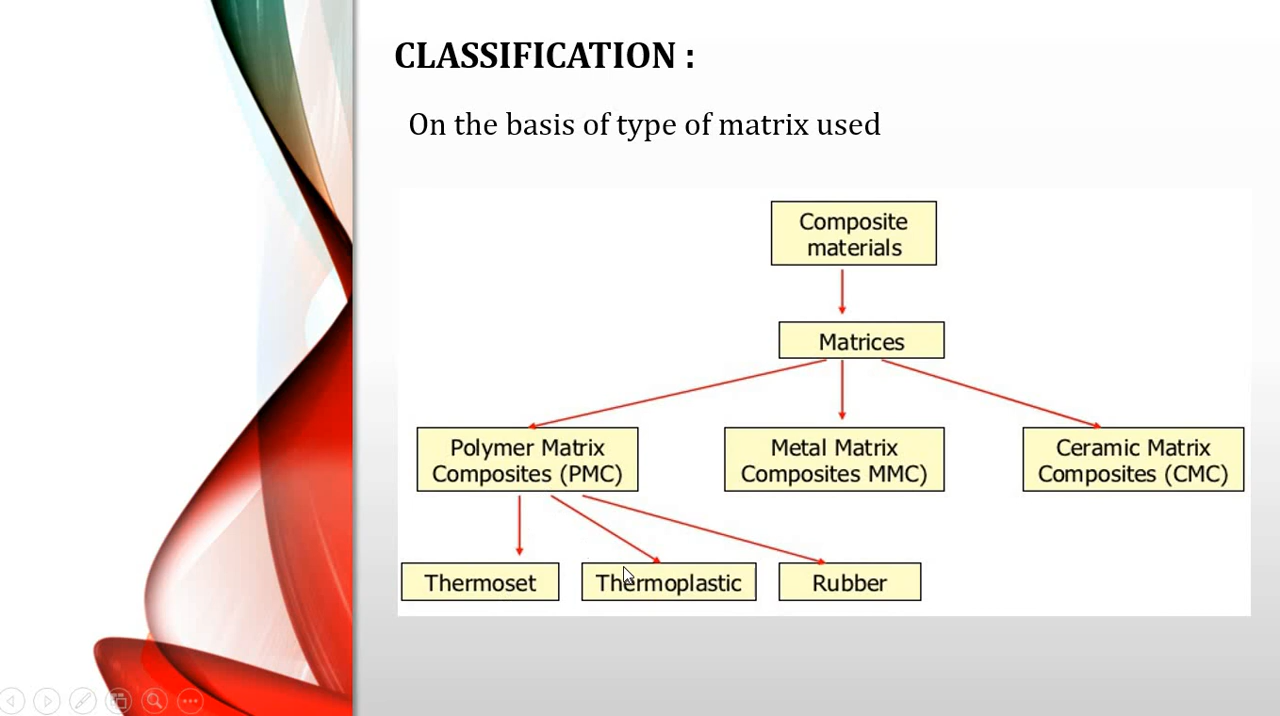 CLASSIFICATION :
On the basis of type of matrix used
Composite
materials
Matrices
Polymer Matrix
Composites (PMC)
Metal Matrix
Composites MMC)
Ceramic Matrix
Composites (CMC)
Thermoset
Thermoplastic
Rubber